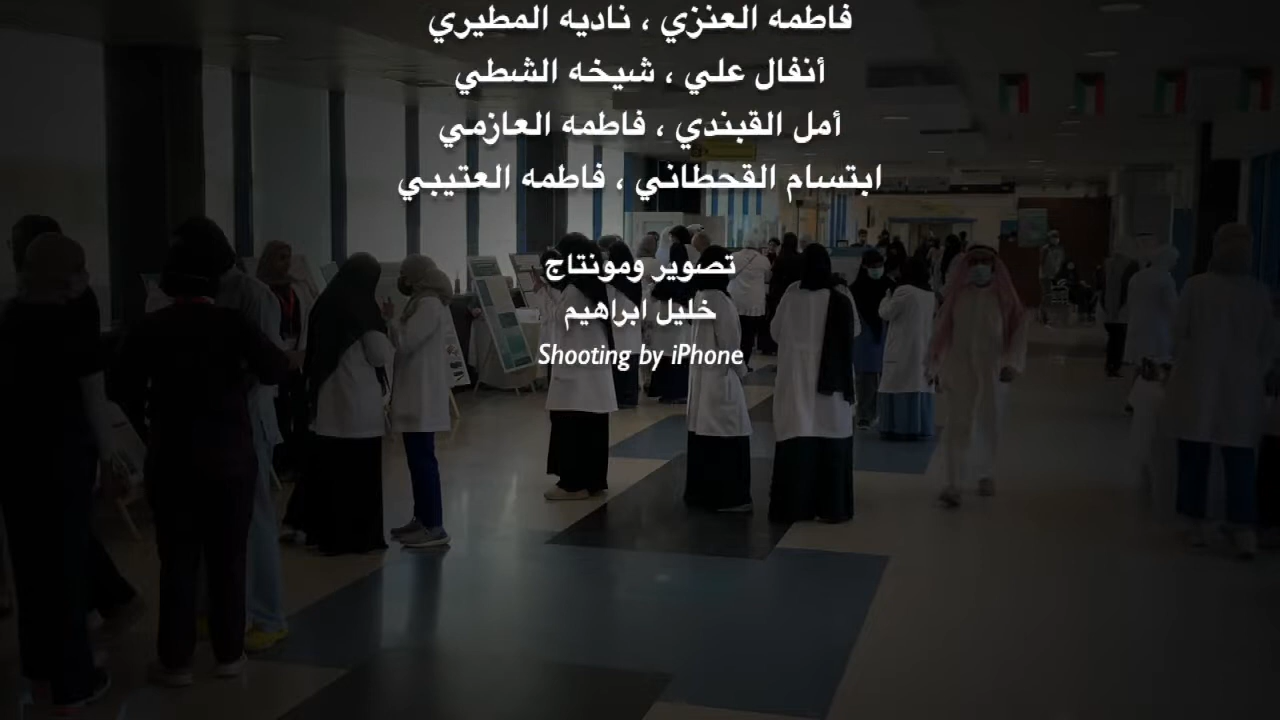 فاطمه العنزي ، ناديه المطيري
أنفال علي ، شيخه الشطي
أمل القبندي ، فاطمه العازمي
ابتسام القحطاني ، فاطمه العتيبي
تصوير ومونتاج
خليل ابراهيم
Shooting by iPhone